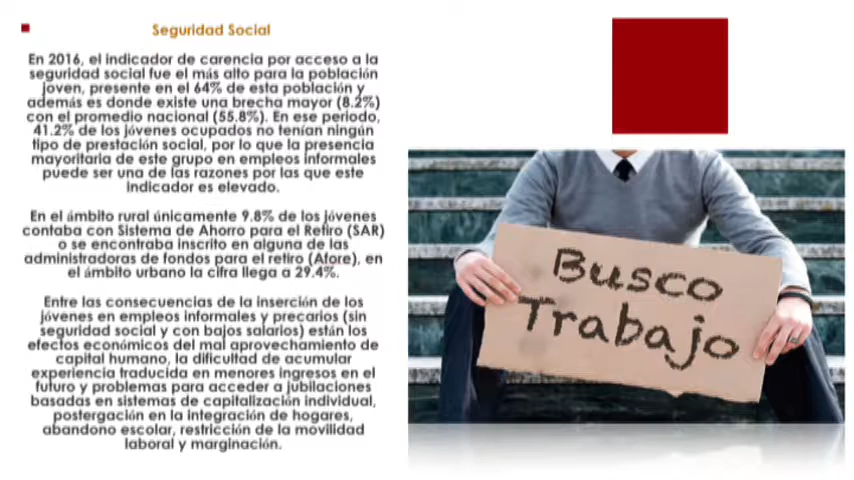 Seguridad Social
En 2016, el indicador de carencia por acceso a la
seguridad social fue el más alto para la población
joven, presente en el 64% de esta población y
además es donde existe una brecha mayor (8.2%)
con el promedio nacional (55.8%). En ese periodo,
41.2% de los jóvenes ocupados no tenían ningún
tipo de prestación social, por lo que la presencia
mayoritaria de este grupo en empleos informales
puede ser una de las razones por las que este
indicador es elevado.
En el ámbito rural únicamente 9.8% de los jóvenes
contaba con Sistema de Ahorro para el Retiro (SAR)
o se encontraba inscrito en alguna de las
administradoras de fondos para el retiro (Afore), en
el ámbito urbano la cifra llega a 29.4%.
Entre las consecuencias de la inserción de los
jóvenes en empleos informales y precarios (sin
seguridad social y con bajos salarios) están los
efectos económicos del mal aprovechamiento de
capital humano, la dificultad de acumular
experiencia traducida en menores ingresos en el
futuro y problemas para acceder a jubilaciones
basadas en sistemas de capitalización individual,
postergación en la integración de hogares,
abandono escolar, restricción de la movilidad
laboral y marginación.
Busco
Trabajo